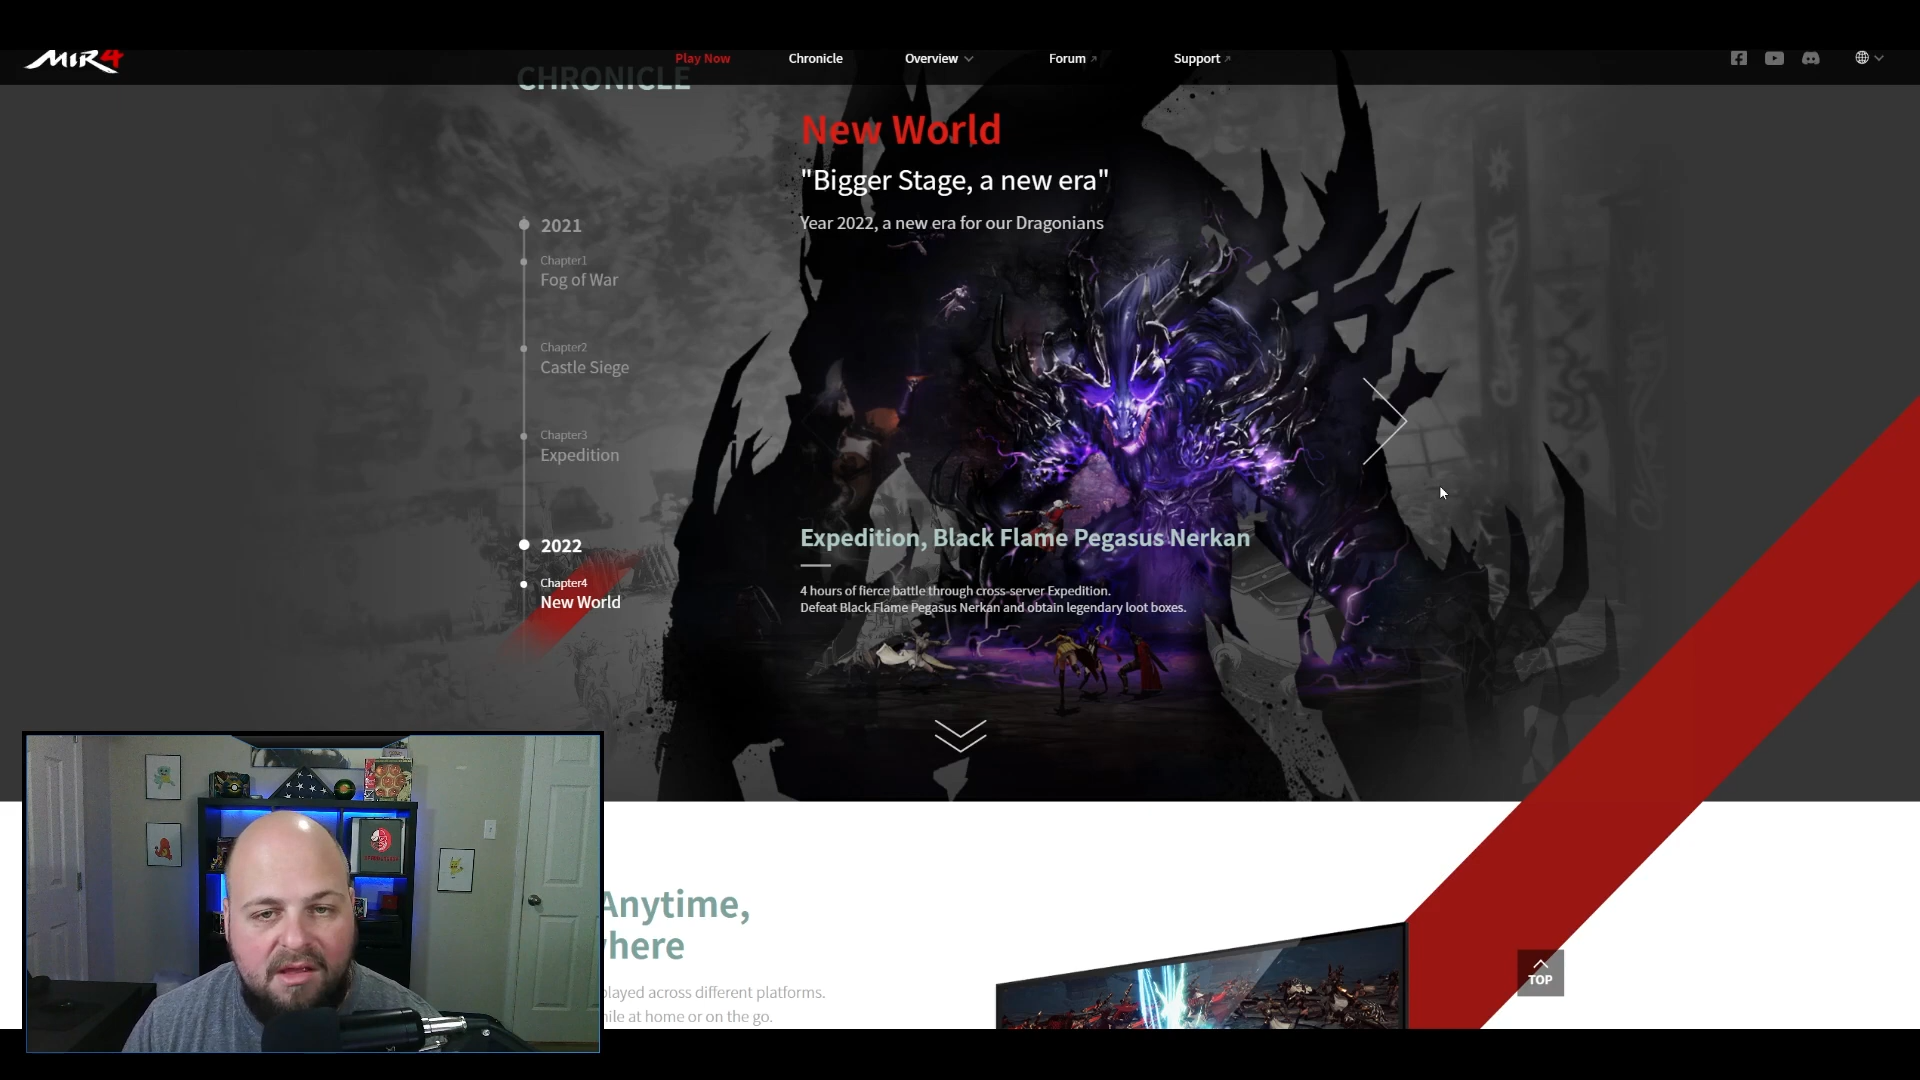 MIR4
Play Now
Chronicle
Overview
Forum
Support
CHRONICLE
New World
"Bigger Stage, a new era"
Year 2022, a new era for our Dragonians
2021
Chapter1
Fog of War
Chapter2
Castle Siege
Chapter3
Expedition
2022
Chapter4
New World
Expedition, Black Flame Pegasus Nerkan
4 hours of fierce battle through cross-server Expedition.
Defeat Black Flame Pegasus Nerkan and obtain legendary loot boxes.
Anytime,
here
played across different platforms.
hile at home or on the go.
TOP